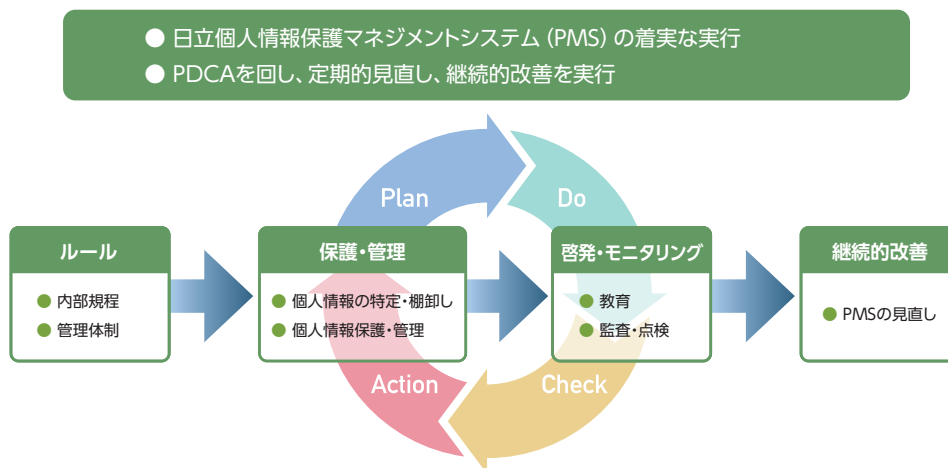 ● 日立個人情報保護マネジメントシステム（PMS）の着実な実行
● PDCAを回し、定期的見直し、継続的改善を実行
Plan
Do
ルール
● 内部規程
● 管理体制
保護・管理
● 個人情報の特定・棚卸し
● 個人情報保護・管理
啓発・モニタリング
● 教育
● 監査・点検
継続的改善
● PMSの見直し
Action
Check